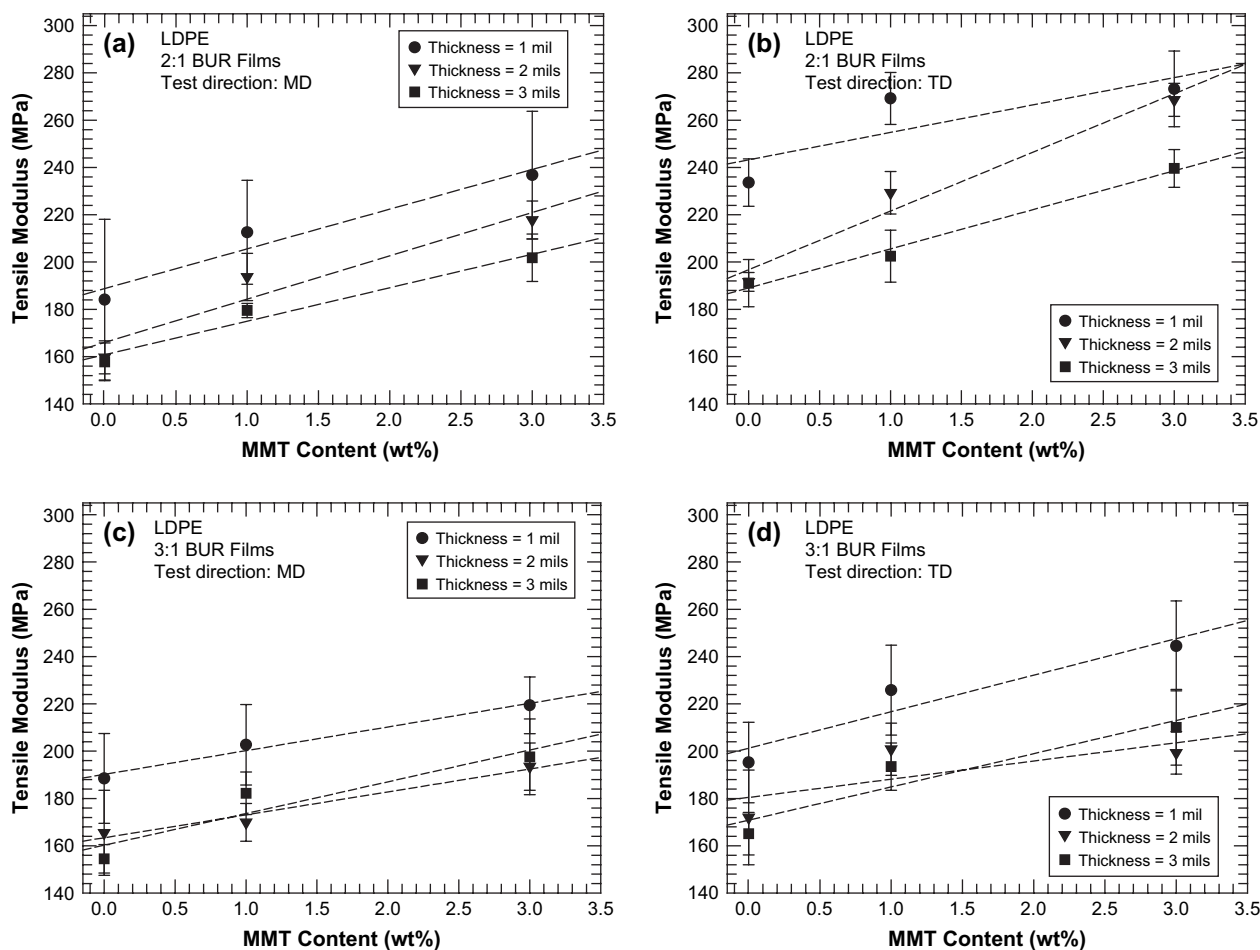 (a)
LDPE
2:1 BUR Films
Test direction: MD
Thickness = 1 mil
Thickness = 2 mils
Thickness = 3 mils
Tensile Modulus (MPa)
300
280
260
240
220
200
180
160
140
0.0 0.5 1.0 1.5 2.0 2.5 3.0 3.5
MMT Content (wt%)
(b)
LDPE
2:1 BUR Films
Test direction: TD
Tensile Modulus (MPa)
300
280
260
240
220
200
180
160
140
Thickness = 1 mil
Thickness = 2 mils
Thickness = 3 mils
0.0 0.5 1.0 1.5 2.0 2.5 3.0 3.5
MMT Content (wt%)
(c)
LDPE
3:1 BUR Films
Test direction: MD
Thickness = 1 mil
Thickness = 2 mils
Thickness = 3 mils
Tensile Modulus (MPa)
300
280
260
240
220
200
180
160
140
0.0 0.5 1.0 1.5 2.0 2.5 3.0 3.5
MMT Content (wt%)
(d)
LDPE
3:1 BUR Films
Test direction: TD
Tensile Modulus (MPa)
300
280
260
240
220
200
180
160
140
Thickness = 1 mil
Thickness = 2 mils
Thickness = 3 mils
0.0 0.5 1.0 1.5 2.0 2.5 3.0 3.5
MMT Content (wt%)